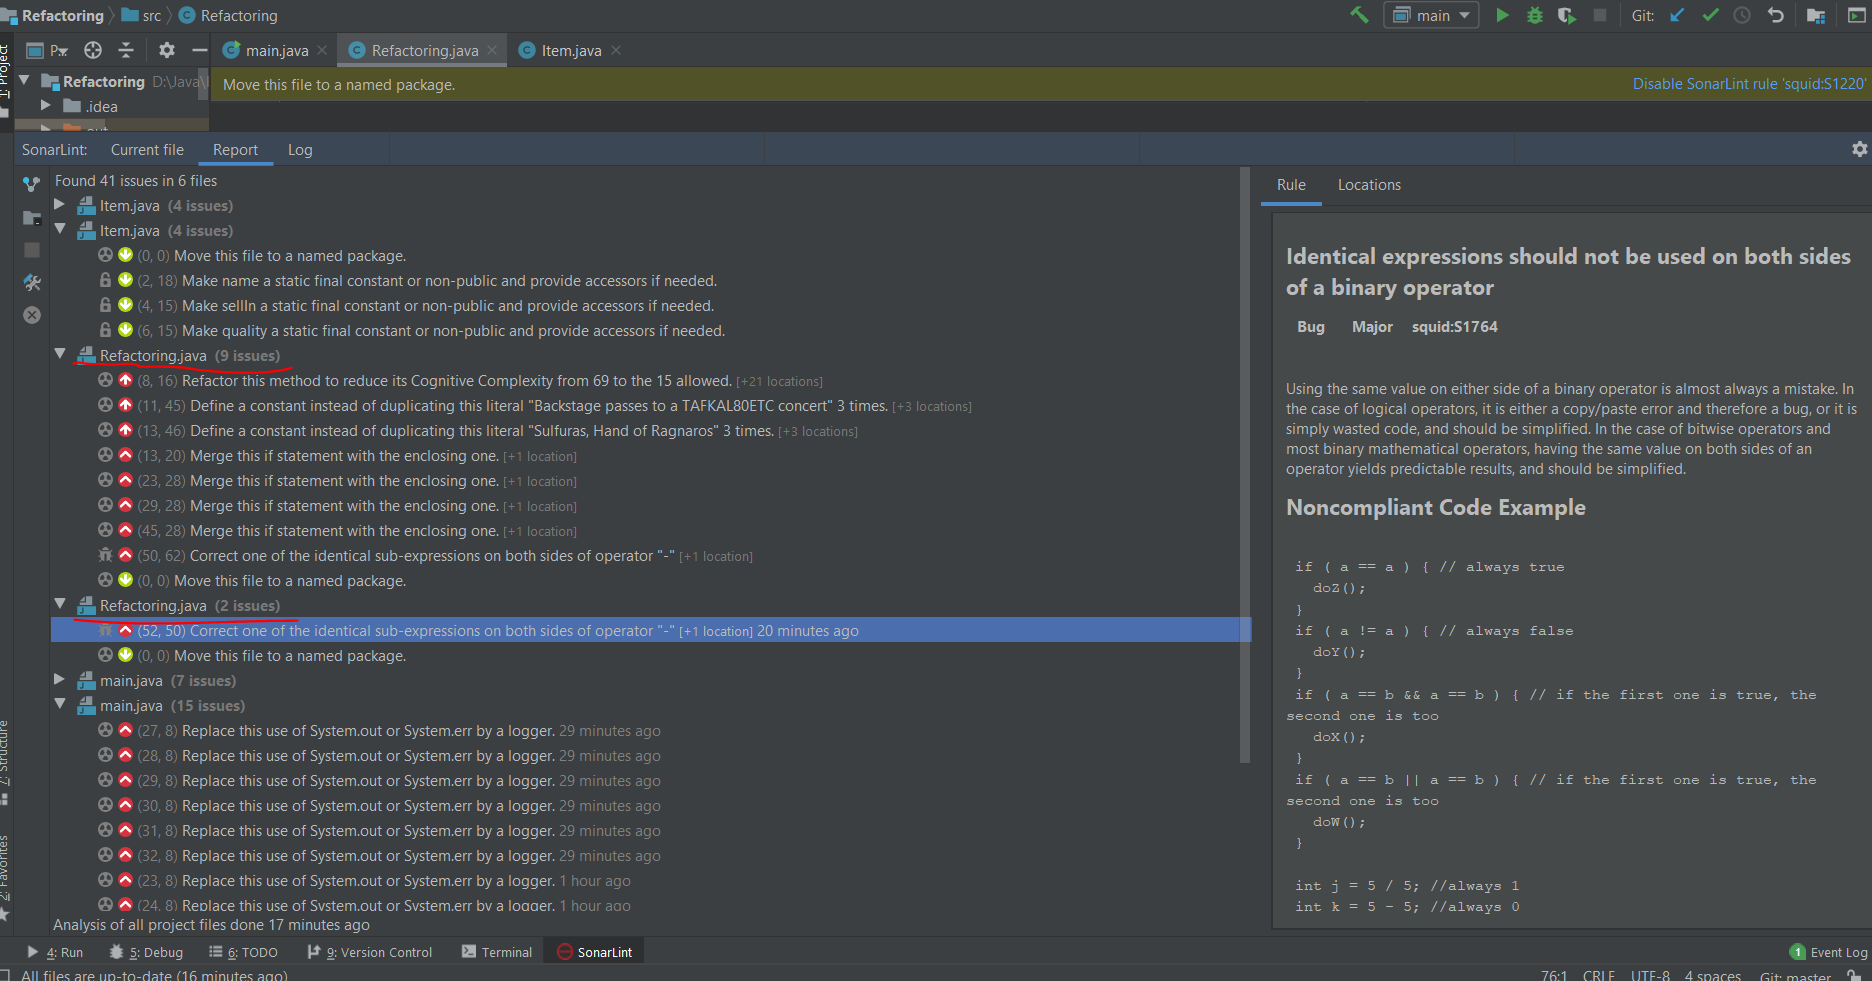 Refactoring src Refactoring main Git:
P... main.java Refactoring.java Item.java
1: Project
Refactoring D:\Java\
Move this file to a named package. Disable SonarLint rule 'squid:S1220'
.idea
out
SonarLint: Current file Report Log
Found 41 issues in 6 files
Item.java (4 issues)
Item.java (4 issues)
(0, 0) Move this file to a named package.
(2, 18) Make name a static final constant or non-public and provide accessors if needed.
(4, 15) Make sellIn a static final constant or non-public and provide accessors if needed.
(6, 15) Make quality a static final constant or non-public and provide accessors if needed.
Refactoring.java (9 issues)
(8, 16) Refactor this method to reduce its Cognitive Complexity from 69 to the 15 allowed. [+21 locations]
(11, 45) Define a constant instead of duplicating this literal "Backstage passes to a TAFKAL80ETC concert" 3 times. [+3 locations]
(13, 46) Define a constant instead of duplicating this literal "Sulfuras, Hand of Ragnaros" 3 times. [+3 locations]
(13, 20) Merge this if statement with the enclosing one. [+1 location]
(23, 28) Merge this if statement with the enclosing one. [+1 location]
(29, 28) Merge this if statement with the enclosing one. [+1 location]
(45, 28) Merge this if statement with the enclosing one. [+1 location]
(50, 62) Correct one of the identical sub-expressions on both sides of operator "-" [+1 location]
(0, 0) Move this file to a named package.
Refactoring.java (2 issues)
(52, 50) Correct one of the identical sub-expressions on both sides of operator "-" [+1 location] 20 minutes ago
(0, 0) Move this file to a named package.
main.java (7 issues)
main.java (15 issues)
(27, 8) Replace this use of System.out or System.err by a logger. 29 minutes ago
(28, 8) Replace this use of System.out or System.err by a logger. 29 minutes ago
(29, 8) Replace this use of System.out or System.err by a logger. 29 minutes ago
(30, 8) Replace this use of System.out or System.err by a logger. 29 minutes ago
(31, 8) Replace this use of System.out or System.err by a logger. 29 minutes ago
(32, 8) Replace this use of System.out or System.err by a logger. 29 minutes ago
(23, 8) Replace this use of System.out or System.err by a logger. 1 hour ago
(24, 8) Replace this use of System.out or System.err by a logger. 1 hour ago
Analysis of all project files done 17 minutes ago
Rule Locations
Identical expressions should not be used on both sides
of a binary operator
Bug Major squid:S1764
Using the same value on either side of a binary operator is almost always a mistake. In
the case of logical operators, it is either a copy/paste error and therefore a bug, or it is
simply wasted code, and should be simplified. In the case of bitwise operators and
most binary mathematical operators, having the same value on both sides of an
operator yields predictable results, and should be simplified.
Noncompliant Code Example
if ( a == a ) { // always true
doZ();
}
if ( a != a ) { // always false
doY();
}
if ( a == b && a == b ) { // if the first one is true, the
second one is too
doX();
}
if ( a == b || a == b ) { // if the first one is true, the
second one is too
doW();
}
int j = 5 / 5; //always 1
int k = 5 - 5; //always 0
7: Structure
2: Favorites
4: Run 5: Debug 6: TODO 9: Version Control Terminal SonarLint 1 Event Log
All files are up-to-date (16 minutes ago) 76:1 CRLF UTF-8 4 spaces Git: master